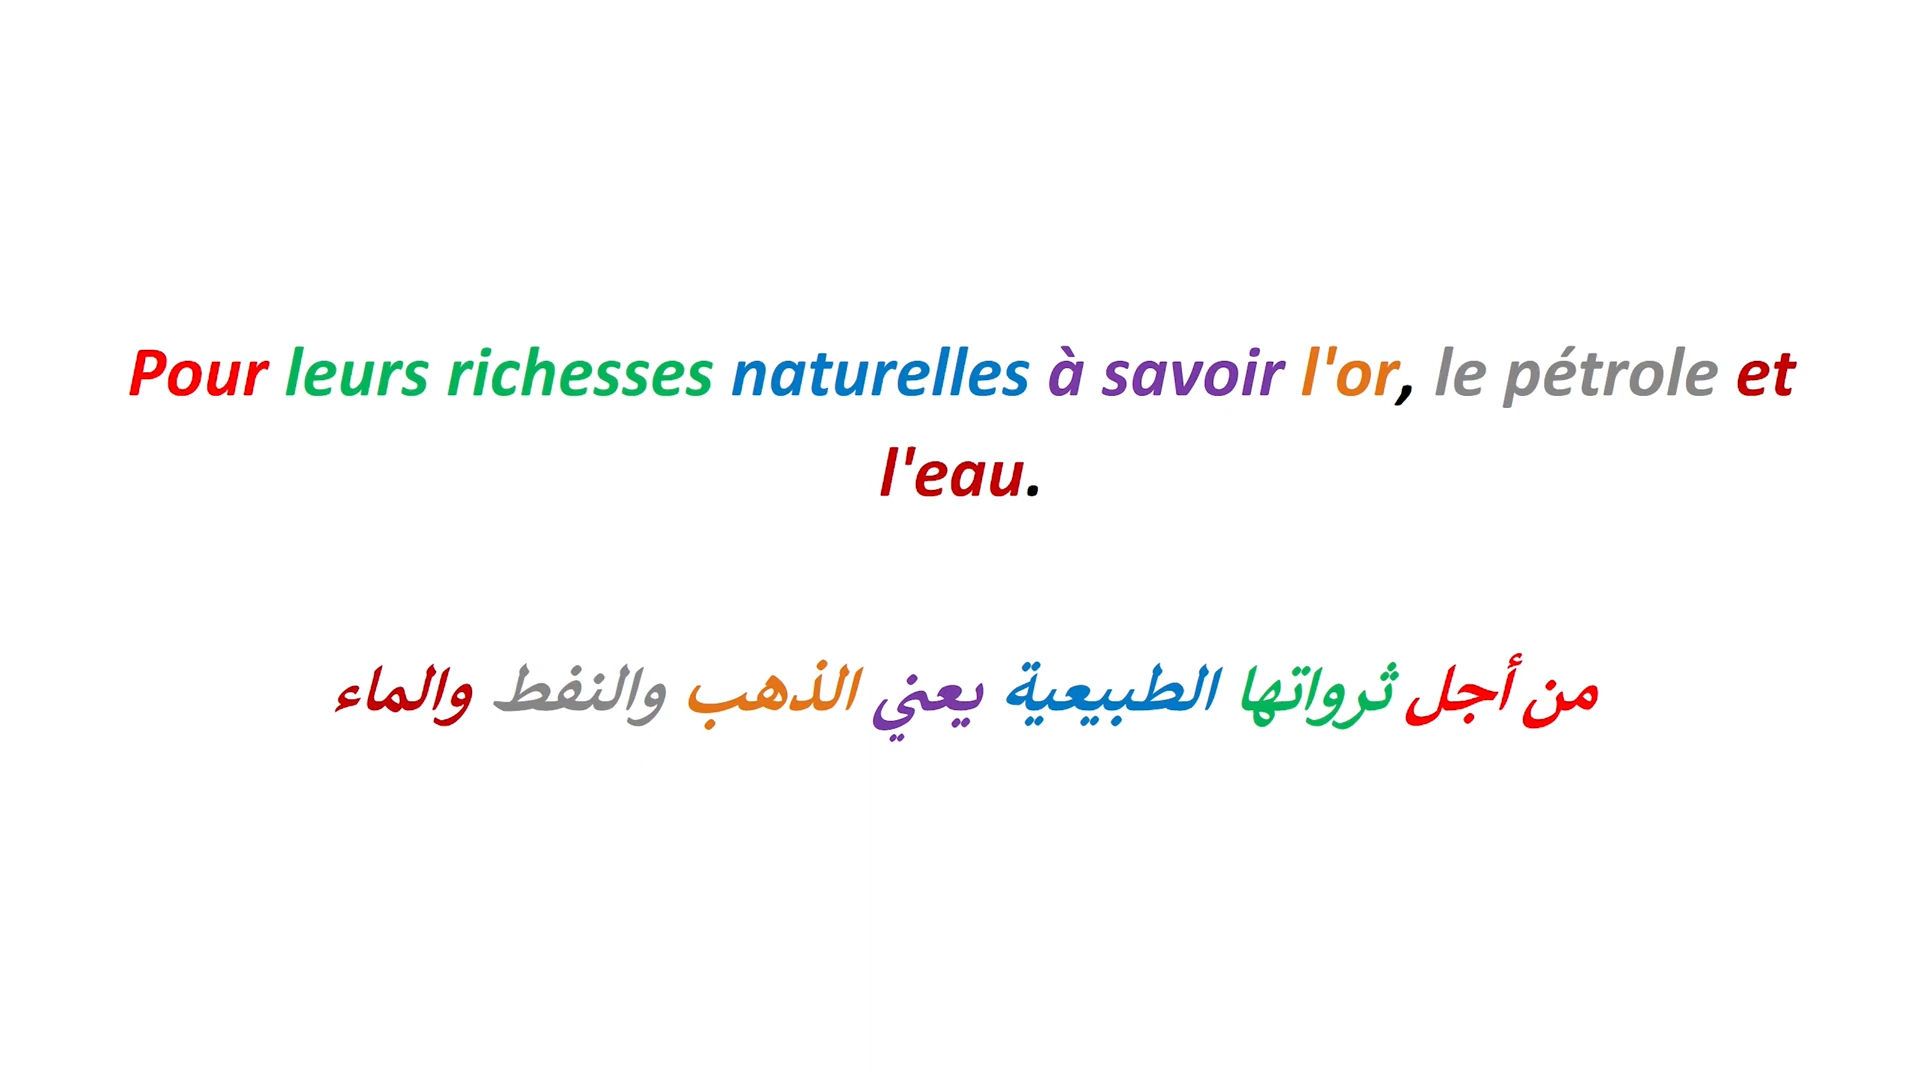 Pour leurs richesses naturelles à savoir l'or, le pétrole et
l'eau.
من أجل ثرواتها الطبيعية يعني الذهب والنفط والماء